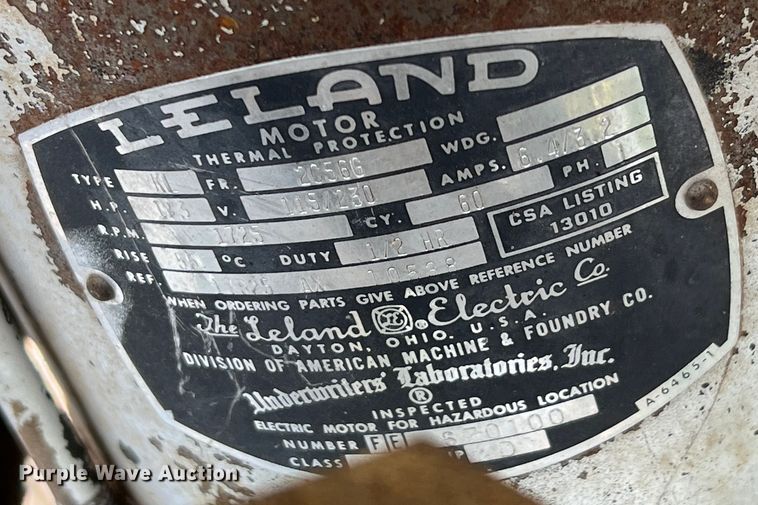 LELAND
MOTOR
THERMAL PROTECTION
TYPE KL FR. 2C56G WDG.
H.P. 1/3 V. 115/230 AMPS. 6.4/3.2
R.P.M. 1725 CY. 60 PH. 1
RISE °C DUTY 1/2 HR CSA LISTING 13010
REF.
WHEN ORDERING PARTS GIVE ABOVE REFERENCE NUMBER
The Leland Electric Co.
DAYTON, OHIO, U.S.A.
DIVISION OF AMERICAN MACHINE & FOUNDRY CO.
Underwriters' Laboratories, Inc.
®
INSPECTED
ELECTRIC MOTOR FOR HAZARDOUS LOCATION
NUMBER
CLASS D
A-6465-1
Purple Wave Auction